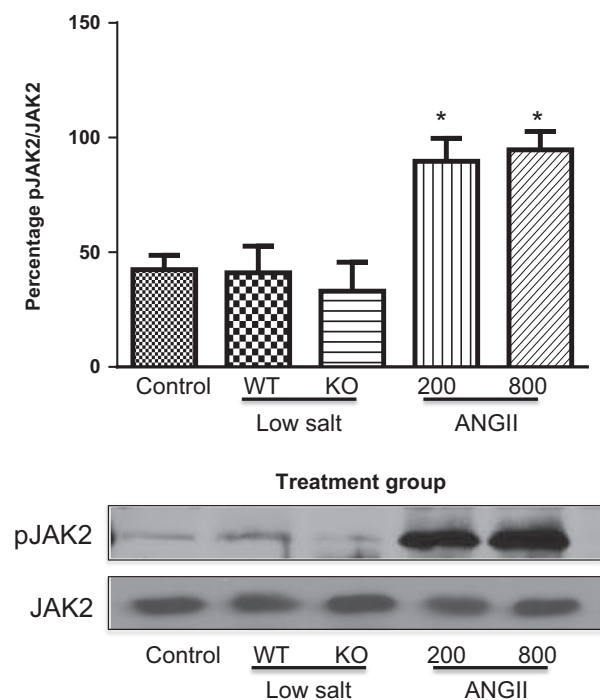 150
100
50
0
Percentage pJAK2/JAK2
* *
Control WT KO 200 800
Low salt ANGII
Treatment group
pJAK2
JAK2
Control WT KO 200 800
Low salt ANGII